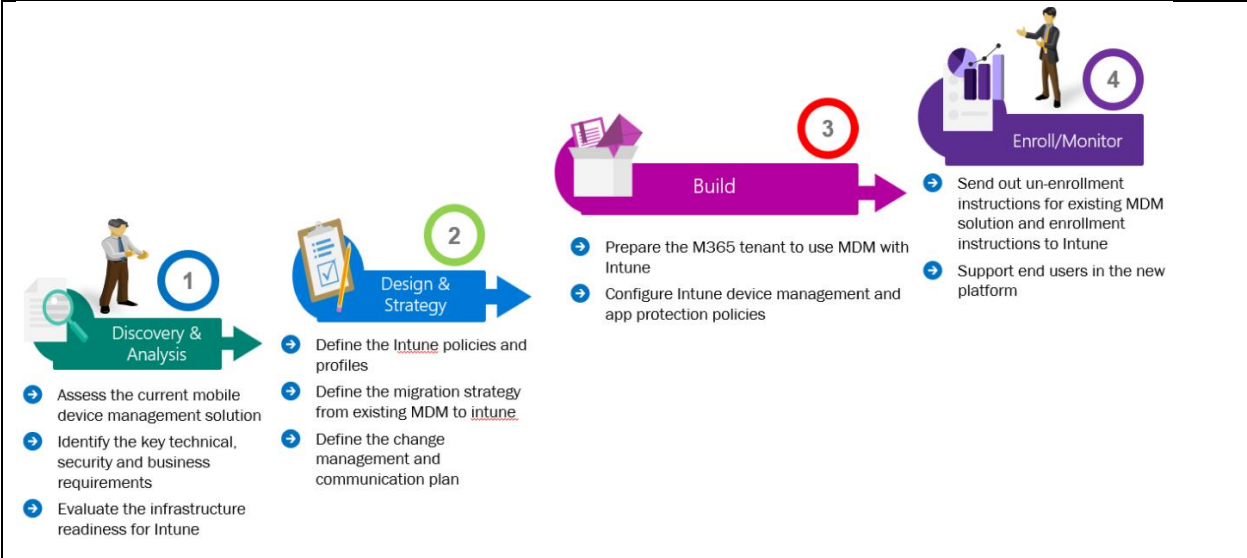 1
Discovery &
Analysis
Assess the current mobile
device management solution
Identify the key technical,
security and business
requirements
Evaluate the infrastructure
readiness for Intune
2
Design &
Strategy
Define the Intune policies and
profiles
Define the migration strategy
from existing MDM to intune
Define the change
management and
communication plan
3
Build
Prepare the M365 tenant to use MDM with
Intune
Configure Intune device management and
app protection policies
4
Enroll/Monitor
Send out un-enrollment
instructions for existing MDM
solution and enrollment
instructions to Intune
Support end users in the new
platform